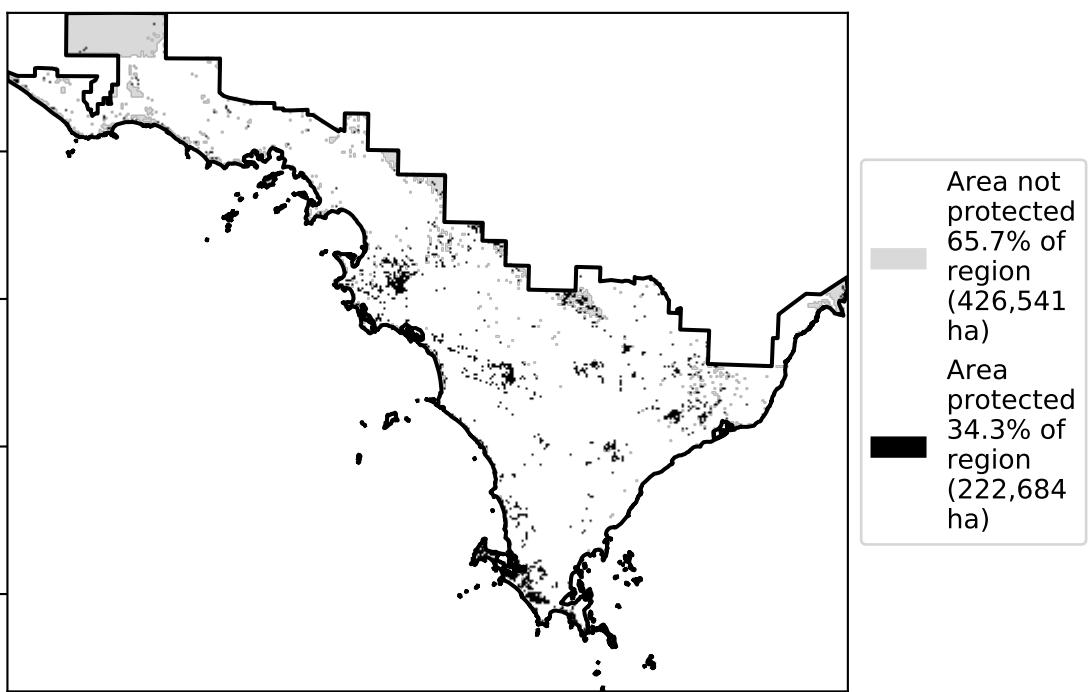 Area not
protected
65.7% of
region
(426,541
ha)
Area
protected
34.3% of
region
(222,684
ha)